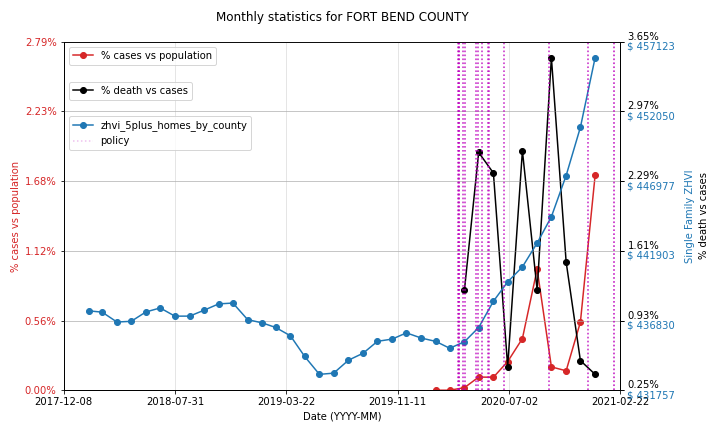 Monthly statistics for FORT BEND COUNTY
2.79%
2.23%
1.68%
1.12%
0.56%
0.00%
% cases vs population
% cases vs population
% death vs cases
zhvi_5plus_homes_by_county
policy
3.65%
$ 457123
2.97%
$ 452050
2.29%
$ 446977
1.61%
$ 441903
0.93%
$ 436830
0.25%
$ 431757
Single Family ZHVI
% death vs cases
2017-12-08 2018-07-31 2019-03-22 2019-11-11 2020-07-02 2021-02-22
Date (YYYY-MM)